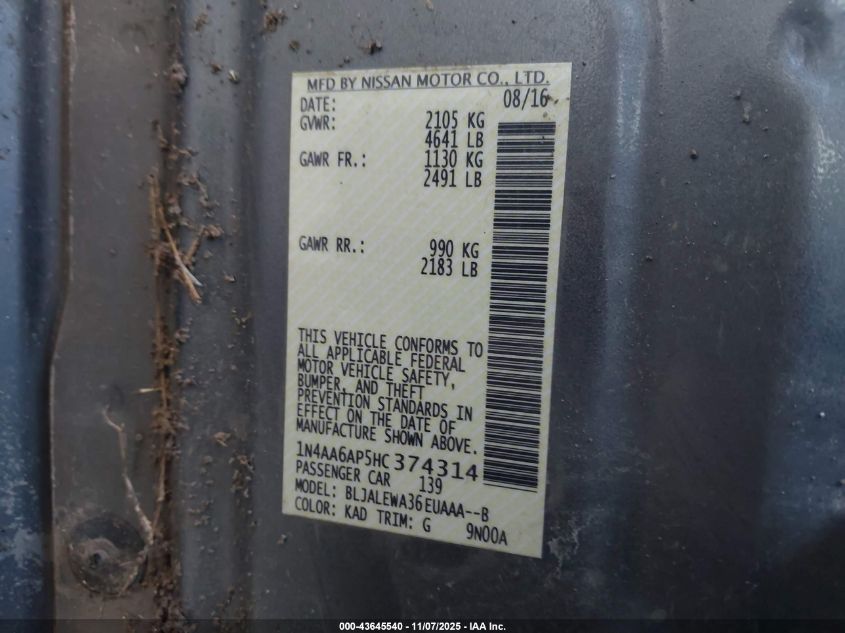 MFD BY NISSAN MOTOR CO., LTD.
DATE: 08/16
GVWR: 2105 KG
4641 LB
GAWR FR.: 1130 KG
2491 LB
GAWR RR.: 990 KG
2183 LB
THIS VEHICLE CONFORMS TO
ALL APPLICABLE FEDERAL
MOTOR VEHICLE SAFETY,
BUMPER, AND THEFT
PREVENTION STANDARDS IN
EFFECT ON THE DATE OF
MANUFACTURE SHOWN ABOVE.
1N4AA6AP5HC374314
PASSENGER CAR 139
MODEL: BLJALEWA36EUAAA--B
COLOR: KAD TRIM: G 9N00A
000-43645540 - 11/07/2025 - IAA Inc.